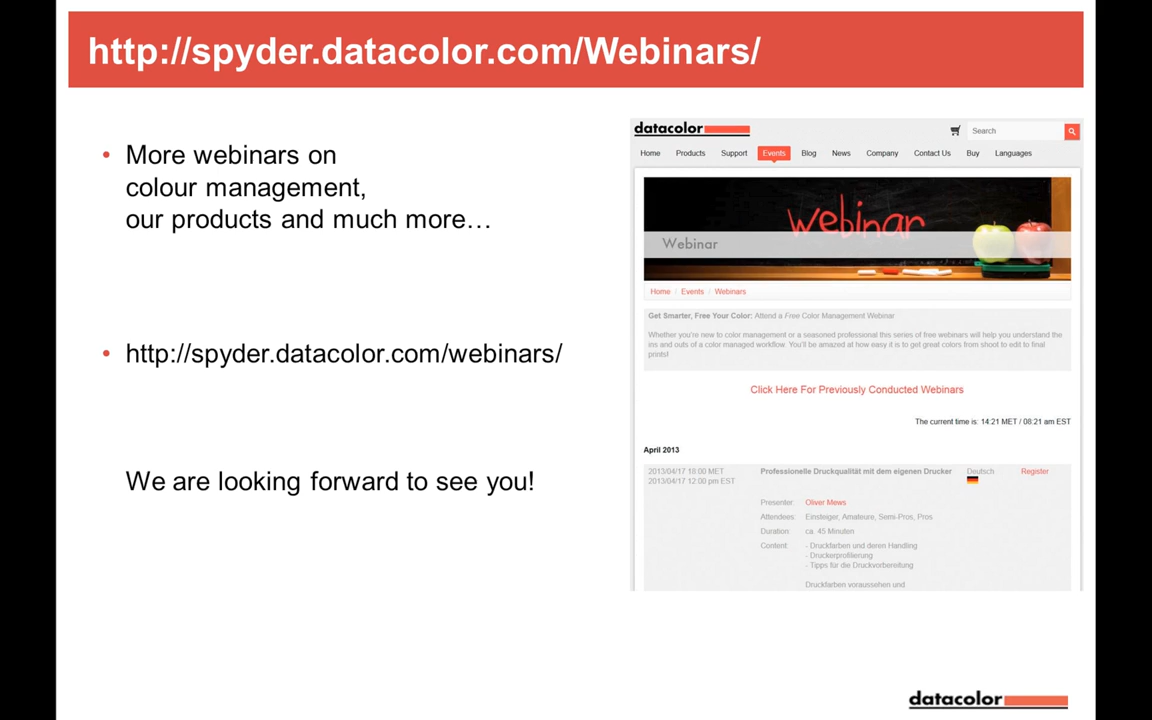 http://spyder.datacolor.com/Webinars/
• More webinars on
colour management,
our products and much more…
• http://spyder.datacolor.com/webinars/
We are looking forward to see you!
datacolor
Search
Home Products Support Events Blog News Company Contact Us Buy Languages
webinar
Webinar
Home / Events / Webinars
Get Smarter, Free Your Color: Attend a Free Color Management Webinar
Whether you're new to color management or a seasoned professional this series of free webinars will help you understand the
ins and outs of a color managed workflow. You'll be amazed at how easy it is to get great colors from shoot to edit to final
prints!
Click Here For Previously Conducted Webinars
The current time is: 14:21 MET / 08:21 am EST
April 2013
2013/04/17 18:00 MET Professionelle Druckqualität mit dem eigenen Drucker Deutsch Register
2013/04/17 12:00 pm EST
Presenter: Oliver Mews
Attendees: Einsteiger, Amateure, Semi-Pros, Pros
Duration: ca. 45 Minuten
Content: - Druckfarben und deren Handling
- Druckerprofilierung
- Tipps für die Druckvorbereitung
Druckfarben voraussehen und
datacolor